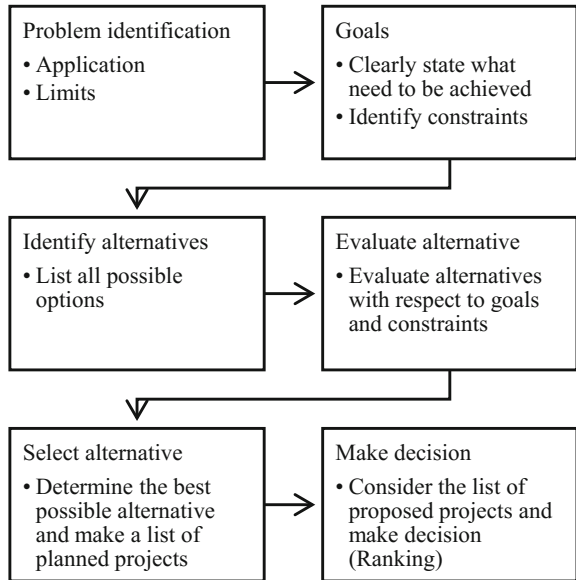 Problem identification
• Application
• Limits
Goals
• Clearly state what
need to be achieved
• Identify constraints
Identify alternatives
• List all possible
options
Evaluate alternative
• Evaluate alternatives
with respect to goals
and constraints
Select alternative
• Determine the best
possible alternative
and make a list of
planned projects
Make decision
• Consider the list of
proposed projects and
make decision
(Ranking)